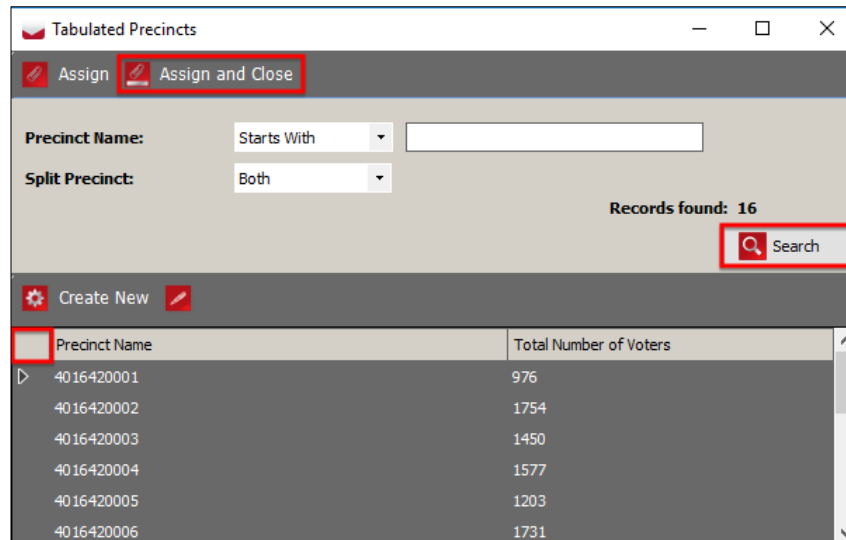 Tabulated Precincts
Assign Assign and Close
Precinct Name: Starts With
Split Precinct: Both
Records found: 16
Search
Create New
Precinct Name Total Number of Voters
4016420001 976
4016420002 1754
4016420003 1450
4016420004 1577
4016420005 1203
4016420006 1731